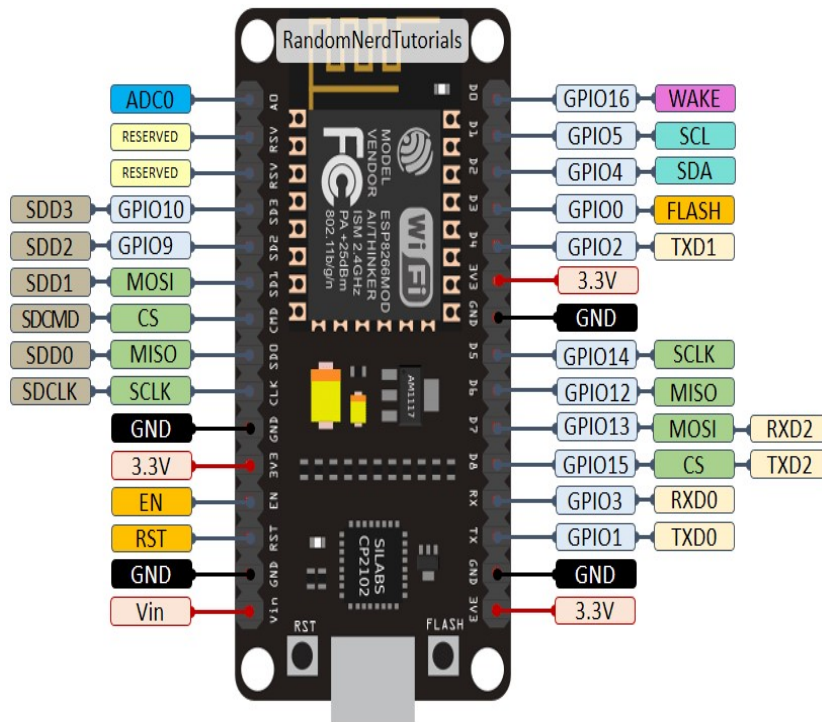 RandomNerdTutorials
ADC0 A0 D0 GPIO16 WAKE
RESERVED RSV D1 GPIO5 SCL
RESERVED RSV D2 GPIO4 SDA
SDD3 GPIO10 SD3 D3 GPIO0 FLASH
SDD2 GPIO9 SD2 D4 GPIO2 TXD1
SDD1 MOSI SD1 3V3 3.3V
SDCMD CS CMD GND GND
SDD0 MISO SD0 D5 GPIO14 SCLK
SDCLK SCLK CLK D6 GPIO12 MISO
GND GND D7 GPIO13 MOSI RXD2
3.3V 3V3 D8 GPIO15 CS TXD2
EN EN RX GPIO3 RXD0
RST RST TX GPIO1 TXD0
GND GND GND GND
Vin Vin 3V3 3.3V
MODEL ESP8266MOD
VENDOR AI/THINKER
ISM 2.4GHz
PA +25dBm
802.11b/g/n
FC
WiFi
AM1117
SILABS
CP2102
RST
FLASH